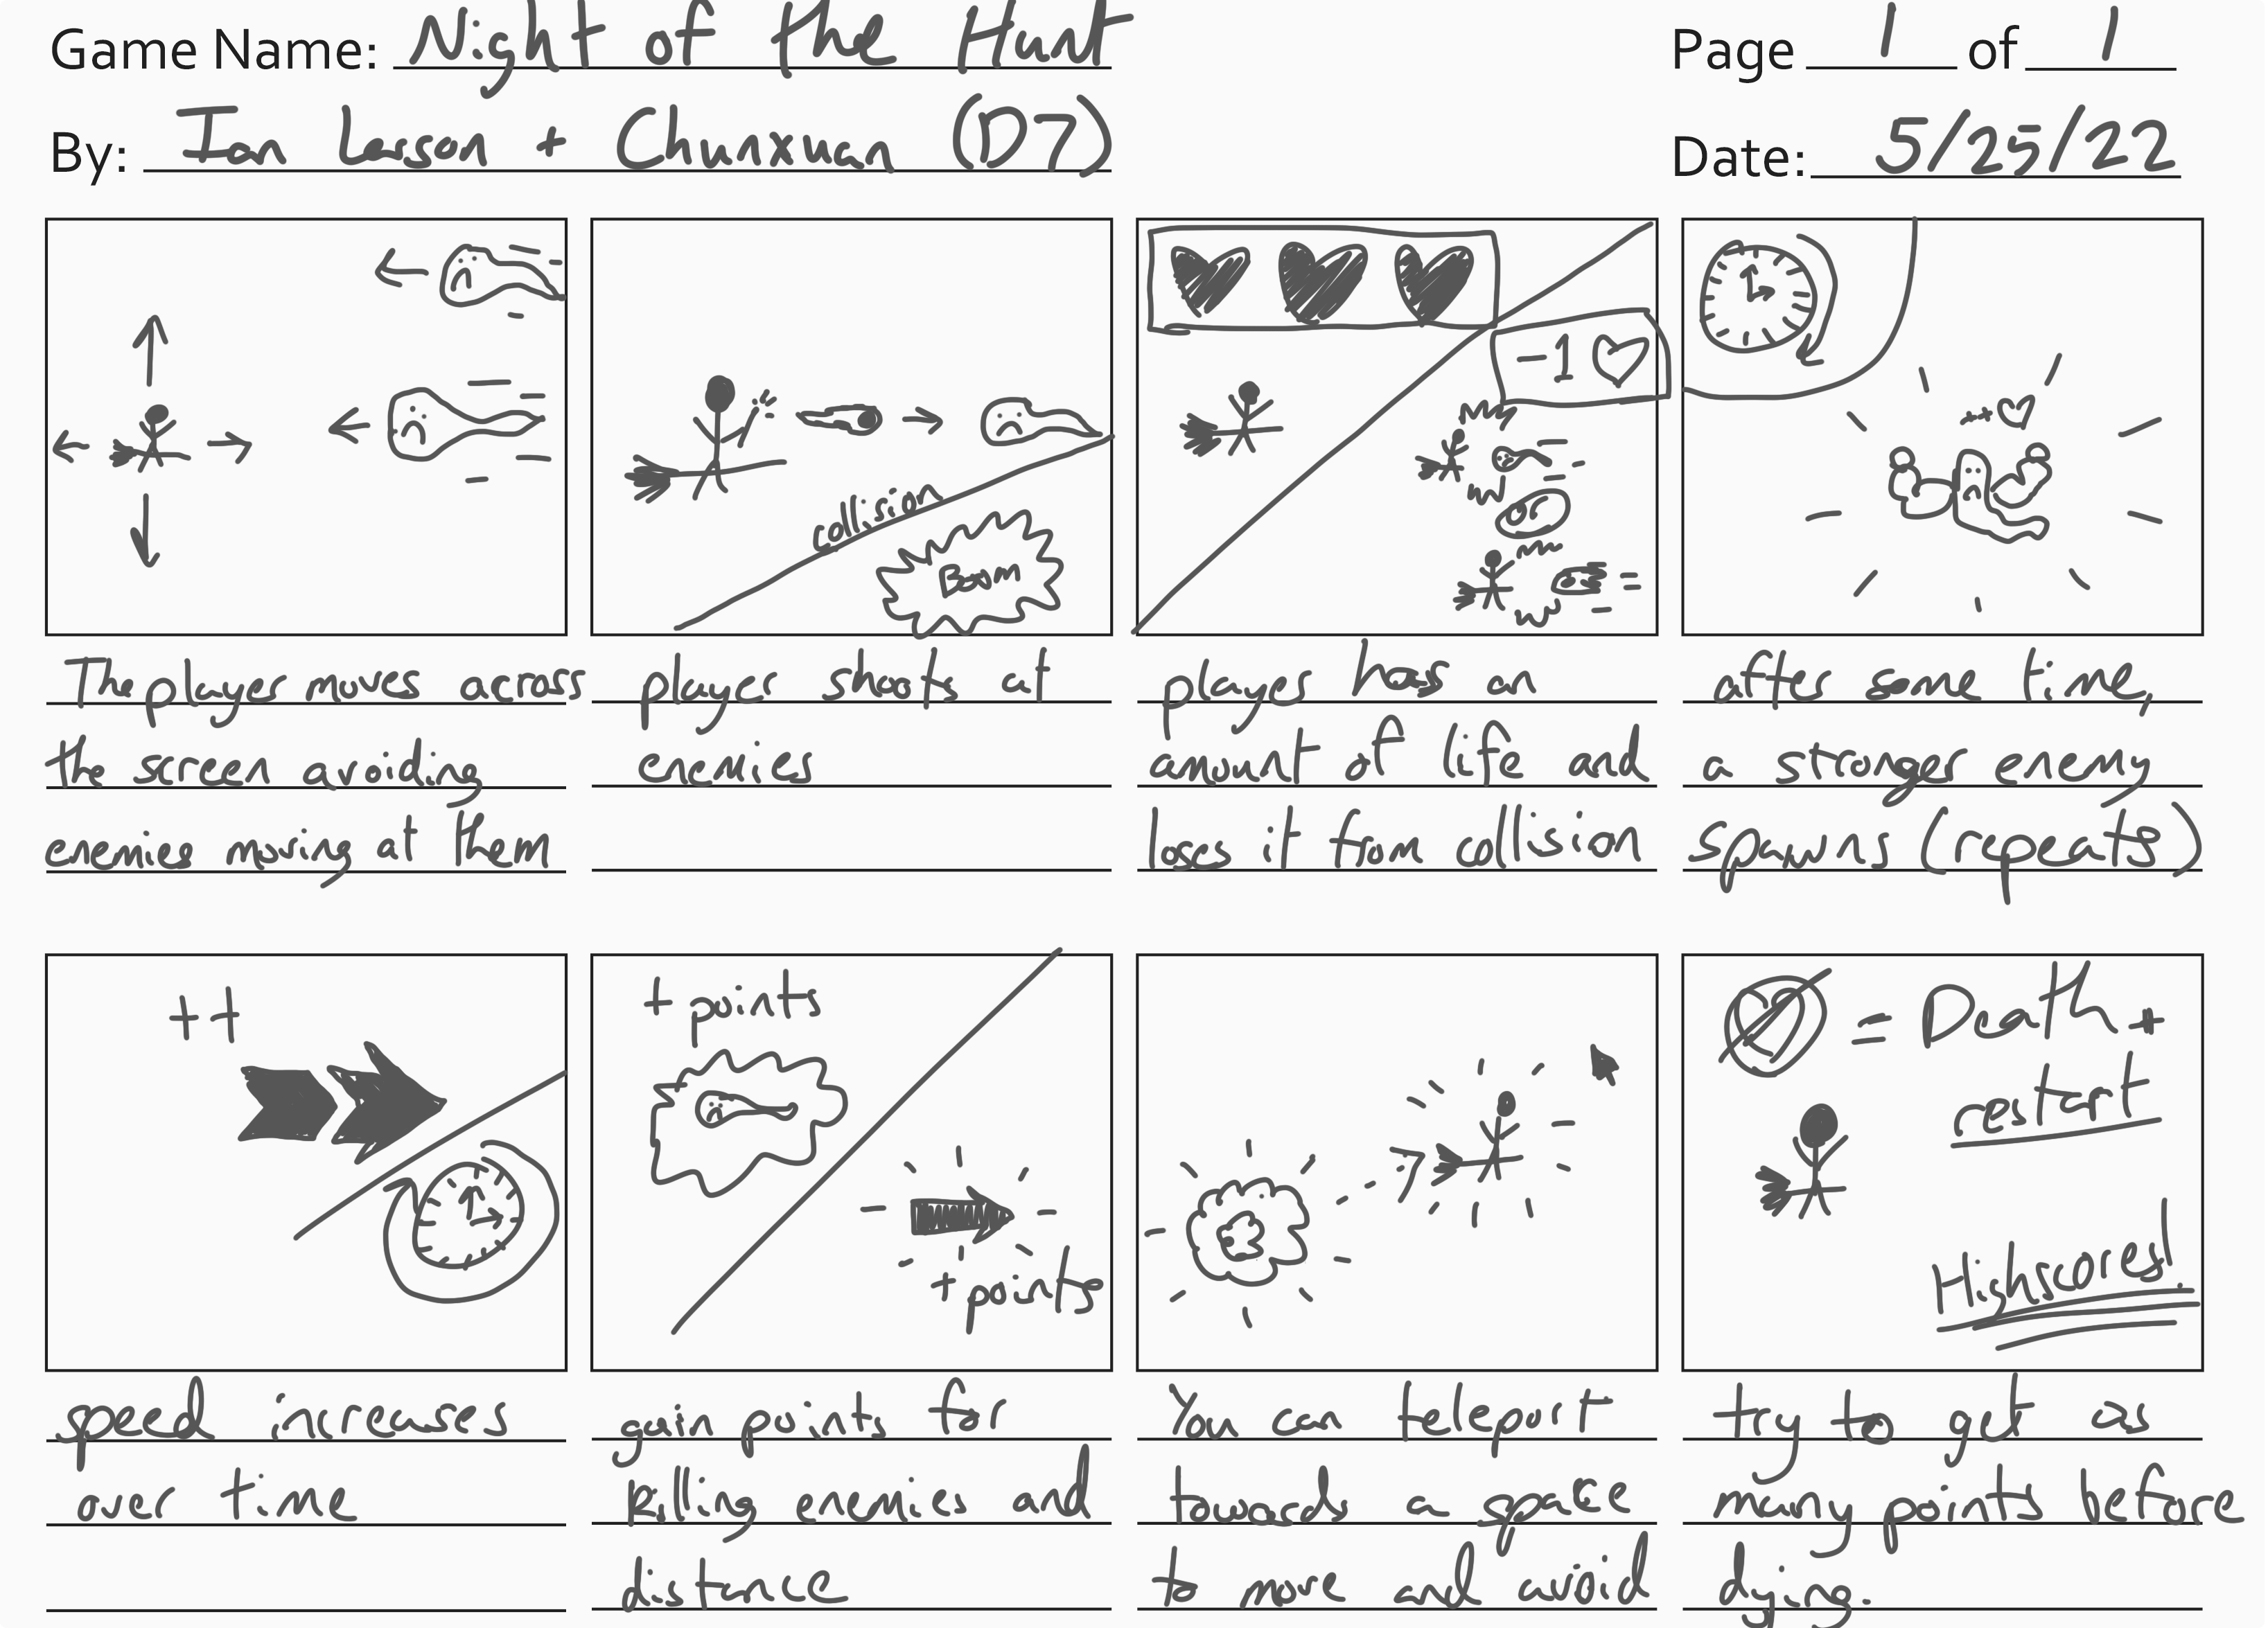 Game Name: Night of the Hunt
Page 1 of 1
By: Ian Larson + Chunxuan (D7)
Date: 5/25/22
collision
BOOM
-1
++
The player moves across
the screen avoiding
enemies moving at them
player shoots at
enemies
player has an
amount of life and
loses it from collision
after some time,
a stronger enemy
spawns (repeats)
++
+ points
+ points
= Death +
restart
Highscores!
speed increases
over time
gain points for
killing enemies and
distance
You can teleport
towards a space
to move and avoid
try to get as
many points before
dying.